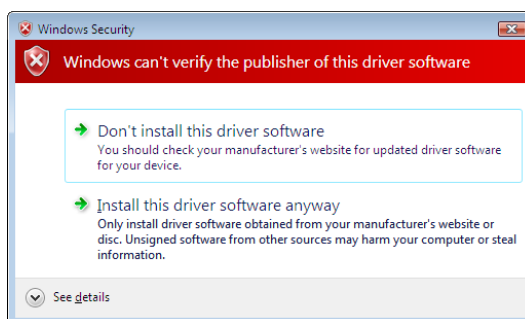 Windows Security
Windows can't verify the publisher of this driver software
Don't install this driver software
You should check your manufacturer's website for updated driver software
for your device.
Install this driver software anyway
Only install driver software obtained from your manufacturer's website or
disc. Unsigned software from other sources may harm your computer or steal
information.
See details